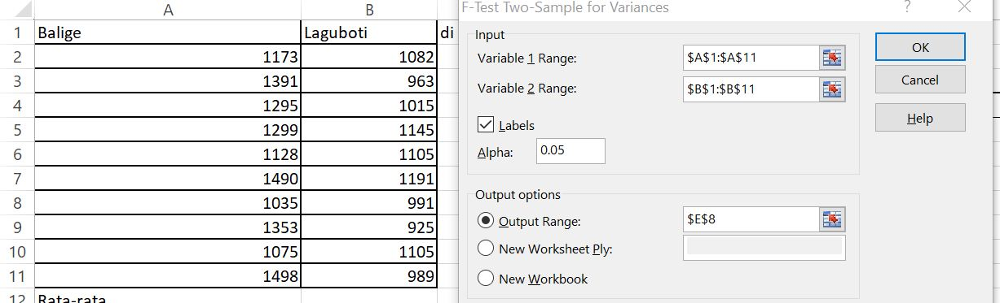 F-Test Two-Sample for Variances ?
A B
1 Balige Laguboti di
2 1173 1082
3 1391 963
4 1295 1015
5 1299 1145
6 1128 1105
7 1490 1191
8 1035 991
9 1353 925
10 1075 1105
11 1498 989
12 Rata-rata
Input
Variable 1 Range: $A$1:$A$11
Variable 2 Range: $B$1:$B$11
Labels
Alpha: 0.05
Output options
Output Range: $E$8
New Worksheet Ply:
New Workbook
OK
Cancel
Help